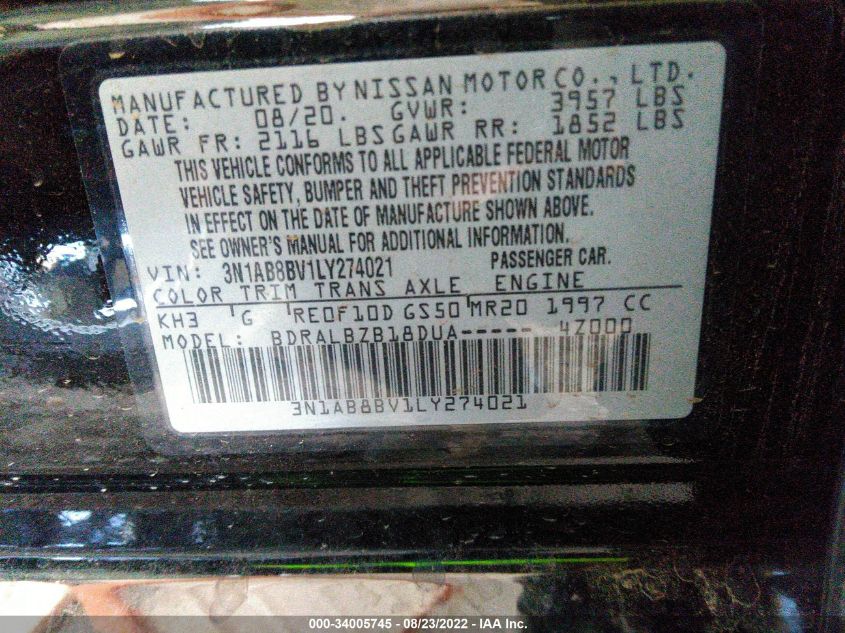 MANUFACTURED BY NISSAN MOTOR CO., LTD.
DATE: 08/20. GVWR: 3957 LBS
GAWR FR: 2116 LBS GAWR RR: 1852 LBS
THIS VEHICLE CONFORMS TO ALL APPLICABLE FEDERAL MOTOR
VEHICLE SAFETY, BUMPER AND THEFT PREVENTION STANDARDS
IN EFFECT ON THE DATE OF MANUFACTURE SHOWN ABOVE.
SEE OWNER'S MANUAL FOR ADDITIONAL INFORMATION.
VIN: 3N1AB8BV1LY274021 PASSENGER CAR.
COLOR TRIM TRANS AXLE ENGINE
KH3 G RE0F10D GS50 MR20 1997 CC
MODEL: BDRALBZB18DUA----- 4Z000
3N1AB8BV1LY274021
000-34005745 - 08/23/2022 - IAA Inc.